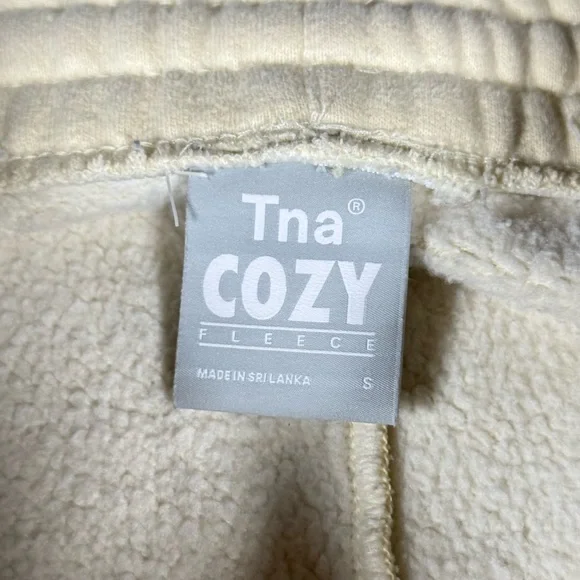 Tna®
COZY
FLEECE
MADE IN SRI LANKA S